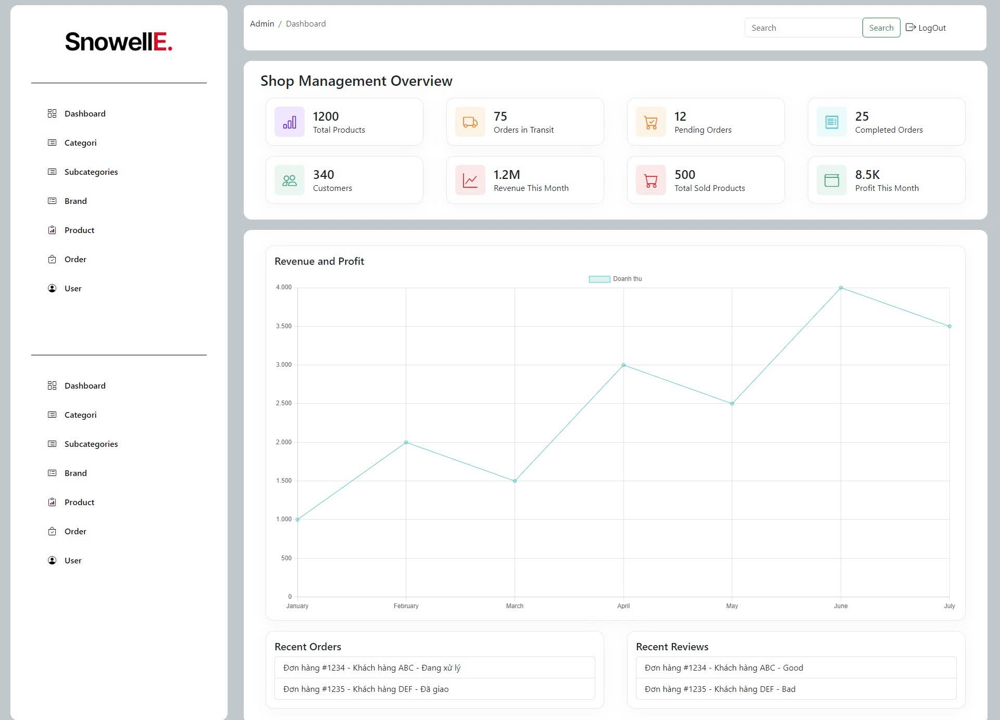 SnowellE.
Dashboard
Categori
Subcategories
Brand
Product
Order
User
Dashboard
Categori
Subcategories
Brand
Product
Order
User
Admin / Dashboard
Search
Search
LogOut
Shop Management Overview
1200
Total Products
75
Orders in Transit
12
Pending Orders
25
Completed Orders
340
Customers
1.2M
Revenue This Month
500
Total Sold Products
8.5K
Profit This Month
Revenue and Profit
Doanh thu
4.000
3.500
3.000
2.500
2.000
1.500
1.000
500
0
January February March April May June July
Recent Orders
Đơn hàng #1234 - Khách hàng ABC - Đang xử lý
Đơn hàng #1235 - Khách hàng DEF - Đã giao
Recent Reviews
Đơn hàng #1234 - Khách hàng ABC - Good
Đơn hàng #1235 - Khách hàng DEF - Bad